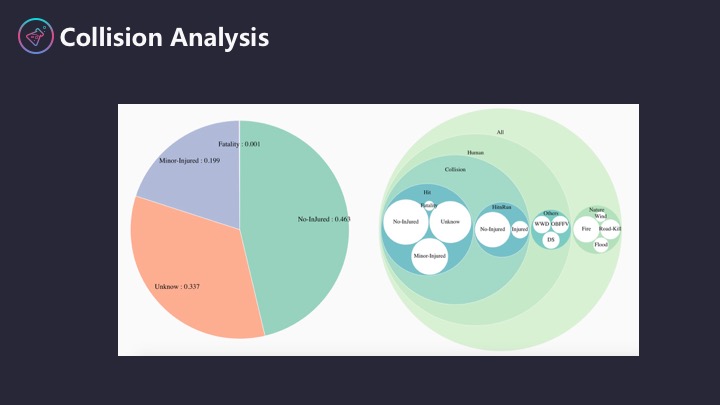 Collision Analysis
Fatality : 0.001
Minor-Injured : 0.199
No-InJured : 0.463
Unknow : 0.337
All
Human
Collision
Hit
Fatality
No-InJured
Unknow
Minor-Injured
HitnRun
No-Injured
Injured
Others
WWD
OBFFV
DS
Nature
Wind
Fire
Road-Kill
Flood